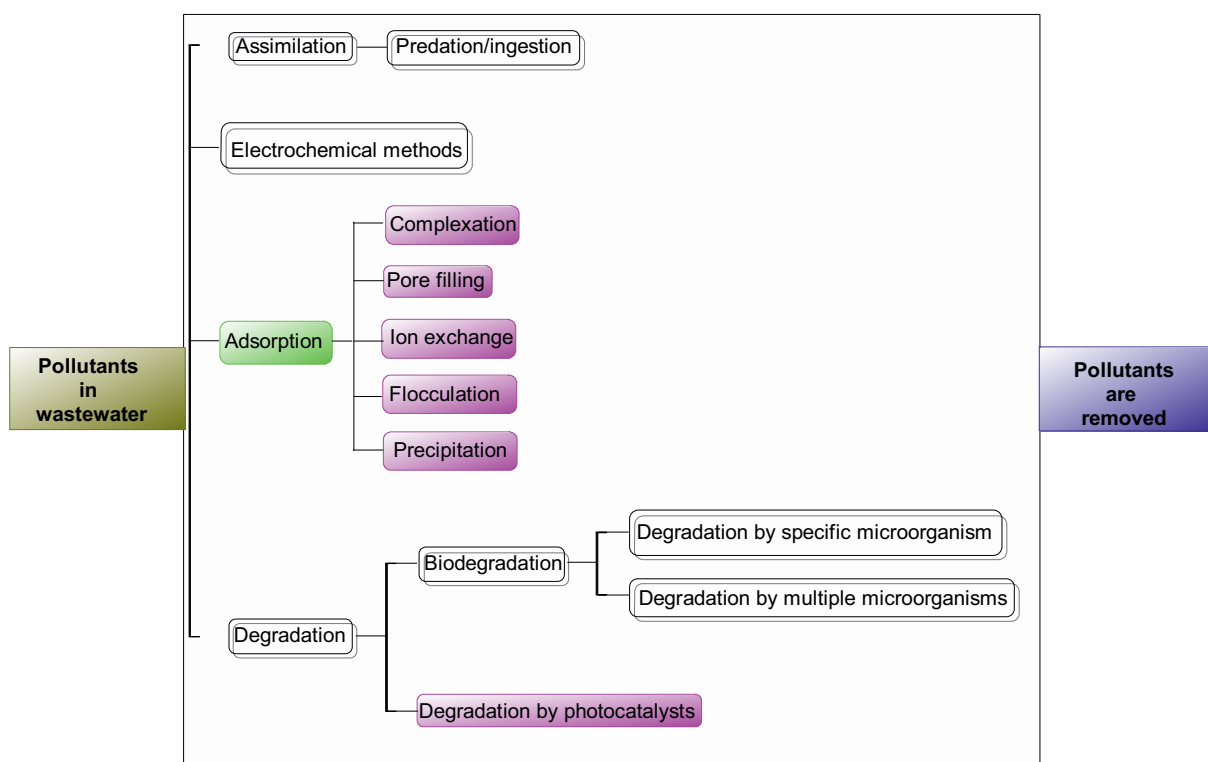 Assimilation
Predation/ingestion
Electrochemical methods
Complexation
Pore filling
Adsorption
Ion exchange
Flocculation
Precipitation
Pollutants
in
wastewater
Pollutants
are
removed
Degradation by specific microorganism
Biodegradation
Degradation by multiple microorganisms
Degradation
Degradation by photocatalysts